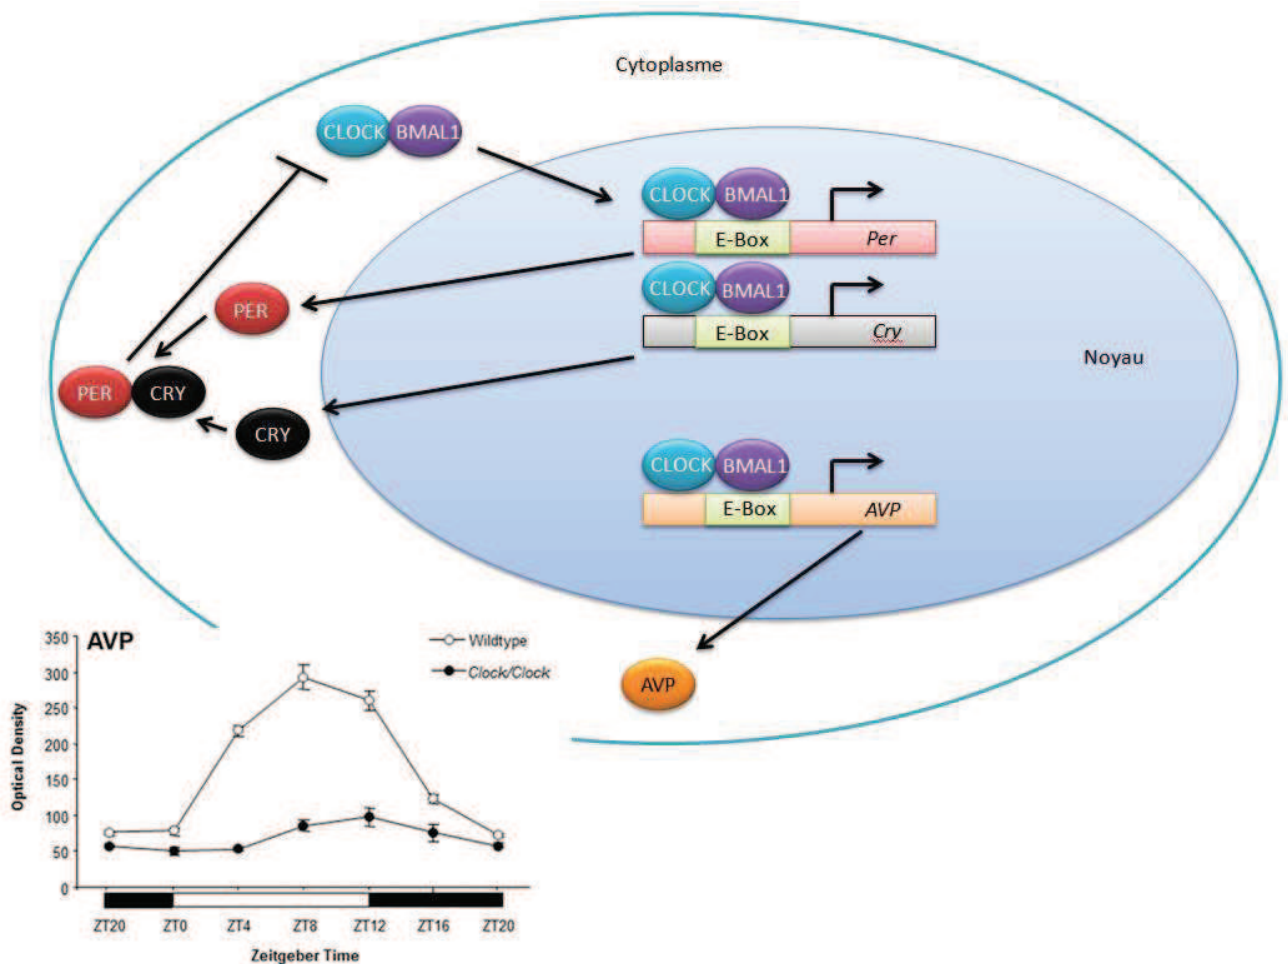 Cytoplasme
CLOCK BMAL1
CLOCK BMAL1
E-Box Per
CLOCK BMAL1
PER
E-Box Cry
Noyau
PER CRY
CRY
CLOCK BMAL1
E-Box AVP
AVP
AVP
Wildtype
Clock/Clock
350
300
250
200
150
100
50
0
Optical Density
ZT20 ZT0 ZT4 ZT8 ZT12 ZT16 ZT20
Zeitgeber Time